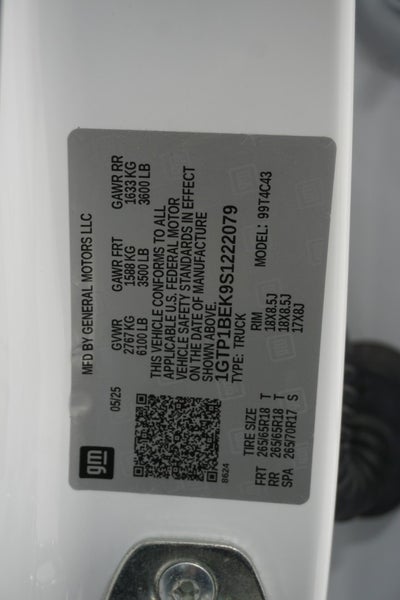 gm
MFD BY GENERAL MOTORS LLC
05/25
GVWR GAWR FRT GAWR RR
2767 KG 1588 KG 1633 KG
6100 LB 3500 LB 3600 LB
THIS VEHICLE CONFORMS TO ALL
APPLICABLE U.S. FEDERAL MOTOR
VEHICLE SAFETY STANDARDS IN EFFECT
ON THE DATE OF MANUFACTURE
SHOWN ABOVE.
1GTP1BEK9S1222079
TYPE: TRUCK MODEL: 99T4C43
8624
TIRE SIZE RIM
FRT 265/65R18 T 18X8.5J
RR 265/65R18 T 18X8.5J
SPA 265/70R17 S 17X8J